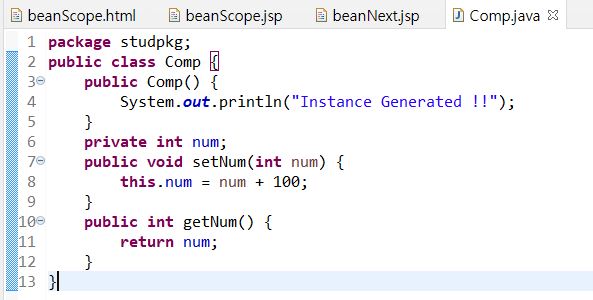 beanScope.html beanScope.jsp beanNext.jsp Comp.java
1 package studpkg;
2 public class Comp {
3 public Comp() {
4 System.out.println("Instance Generated !!");
5 }
6 private int num;
7 public void setNum(int num) {
8 this.num = num + 100;
9 }
10 public int getNum() {
11 return num;
12 }
13 }